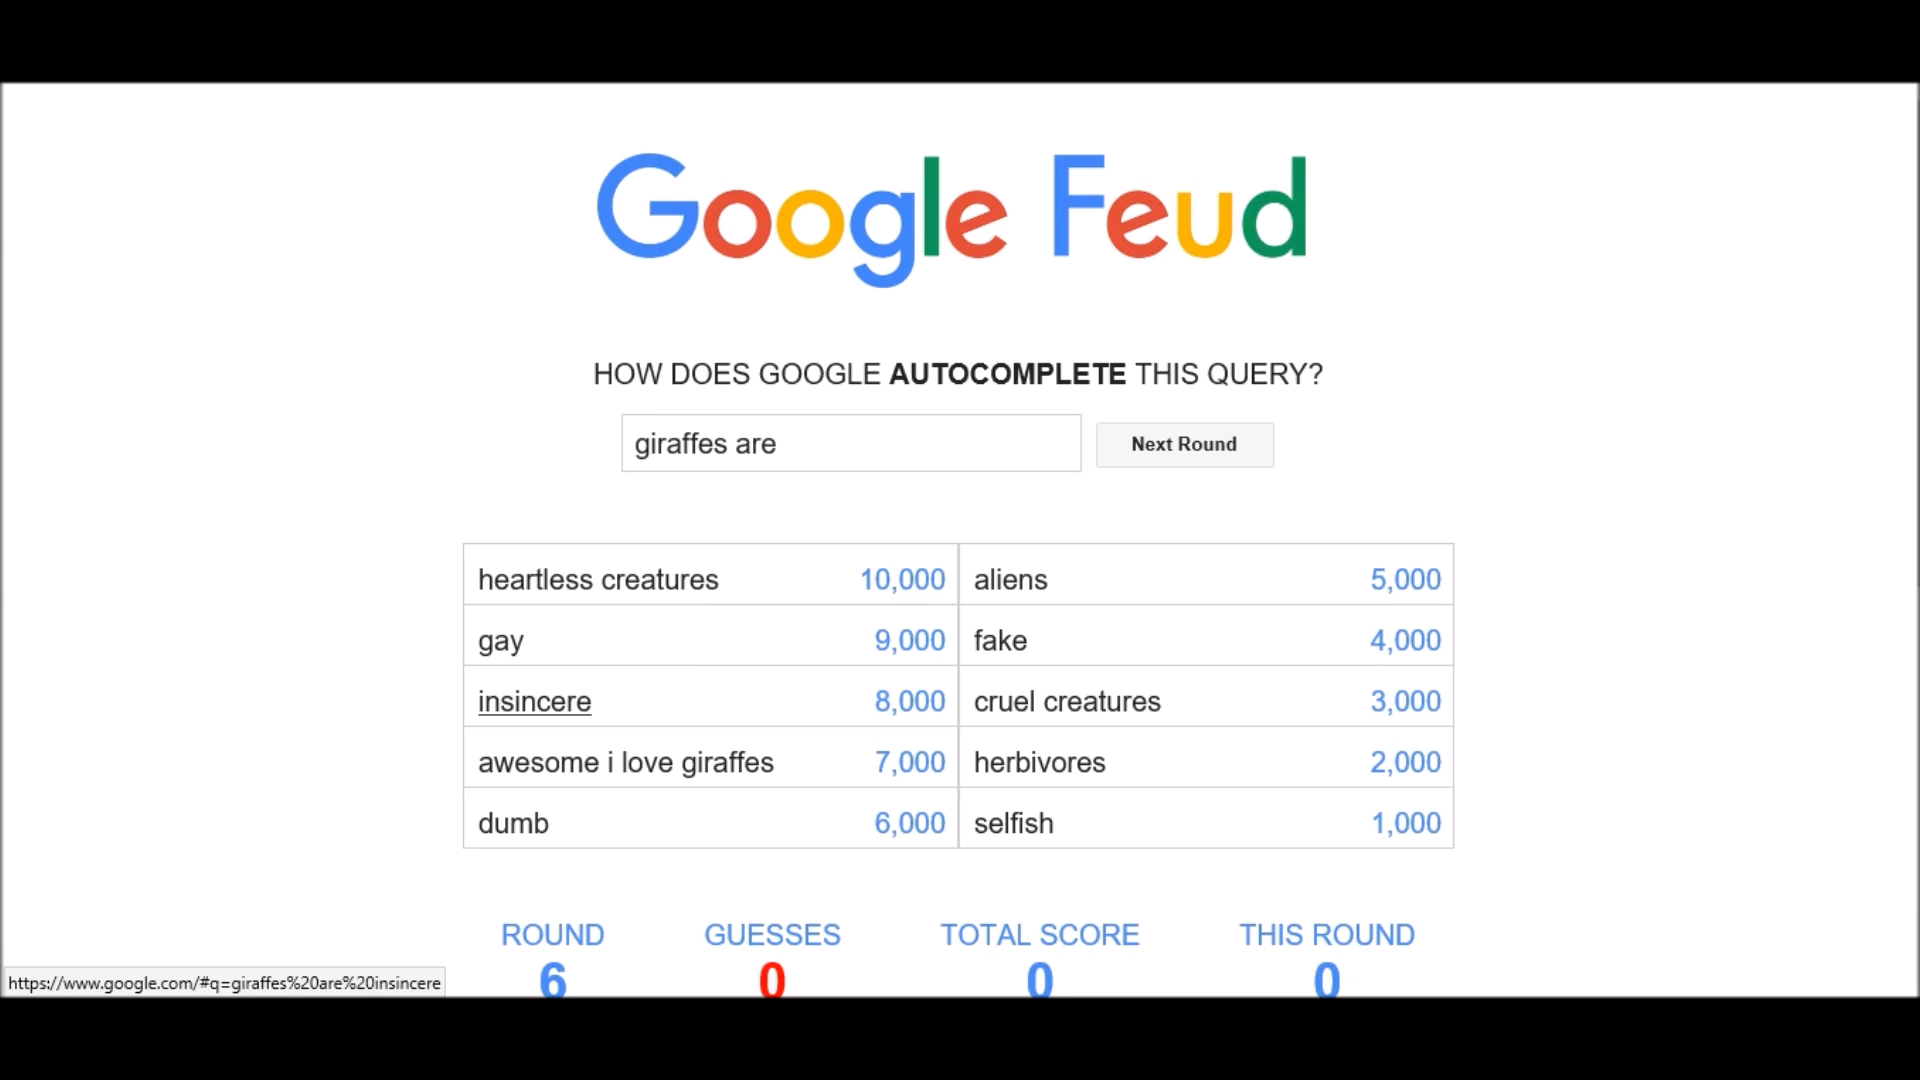 Google Feud
HOW DOES GOOGLE AUTOCOMPLETE THIS QUERY?
giraffes are
Next Round
heartless creatures 10,000
gay 9,000
insincere 8,000
awesome i love giraffes 7,000
dumb 6,000
aliens 5,000
fake 4,000
cruel creatures 3,000
herbivores 2,000
selfish 1,000
ROUND GUESSES TOTAL SCORE THIS ROUND
6 0 0 0
https://www.google.com/#q=giraffes%20are%20insincere